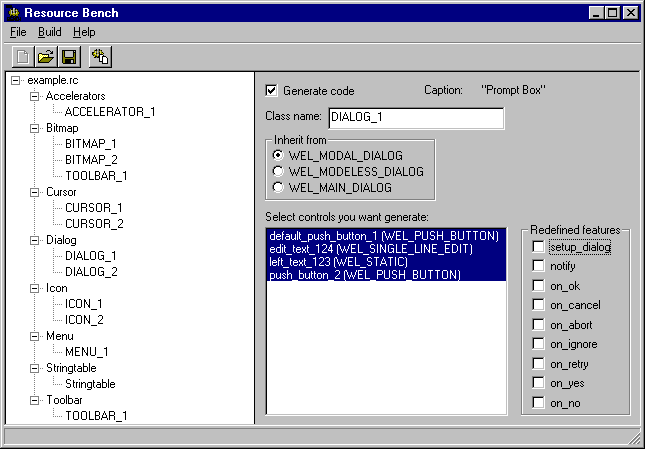 Resource Bench
File Build Help
example.rc
Accelerators
ACCELERATOR_1
Bitmap
BITMAP_1
BITMAP_2
TOOLBAR_1
Cursor
CURSOR_1
CURSOR_2
Dialog
DIALOG_1
DIALOG_2
Icon
ICON_1
ICON_2
Menu
MENU_1
Stringtable
Stringtable
Toolbar
TOOLBAR_1
Generate code
Caption: "Prompt Box"
Class name: DIALOG_1
Inherit from
WEL_MODAL_DIALOG
WEL_MODELESS_DIALOG
WEL_MAIN_DIALOG
Select controls you want generate:
default_push_button_1 (WEL_PUSH_BUTTON)
edit_text_124 (WEL_SINGLE_LINE_EDIT)
left_text_123 (WEL_STATIC)
push_button_2 (WEL_PUSH_BUTTON)
Redefined features
setup_dialog
notify
on_ok
on_cancel
on_abort
on_ignore
on_retry
on_yes
on_no